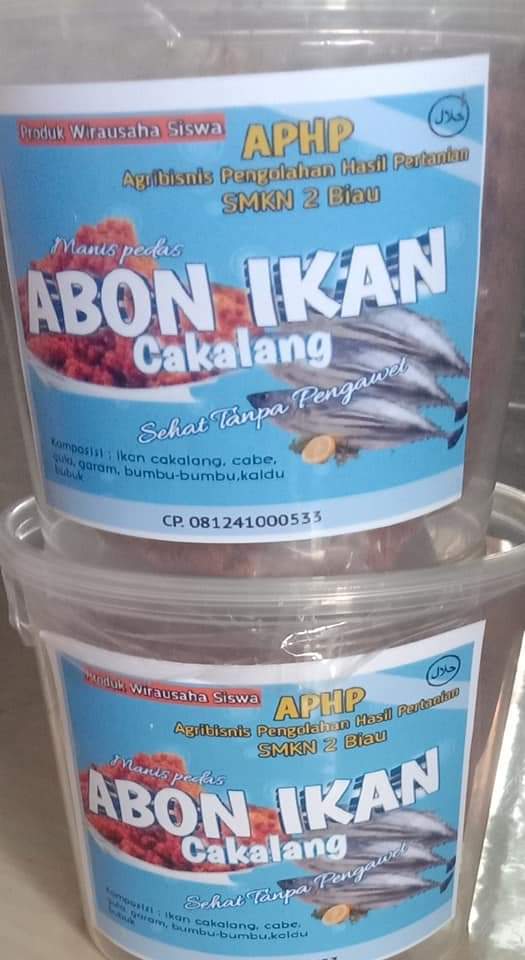 Produk Wirausaha Siswa
APHP
حلال
Agribisnis Pengolahan Hasil Pertanian
SMKN 2 Biau
Manis pedas
ABON IKAN
Cakalang
Sehat Tanpa Pengawet
Komposisi : ikan cakalang, cabe,
gula, garam, bumbu-bumbu,kaldu
bubuk
CP. 081241000533
Produk Wirausaha Siswa
APHP
حلال
Agribisnis Pengolahan Hasil Pertanian
SMKN 2 Biau
Manis pedas
ABON IKAN
Cakalang
Sehat Tanpa Pengawet
Komposisi : ikan cakalang, cabe,
gula, garam, bumbu-bumbu,kaldu
bubuk